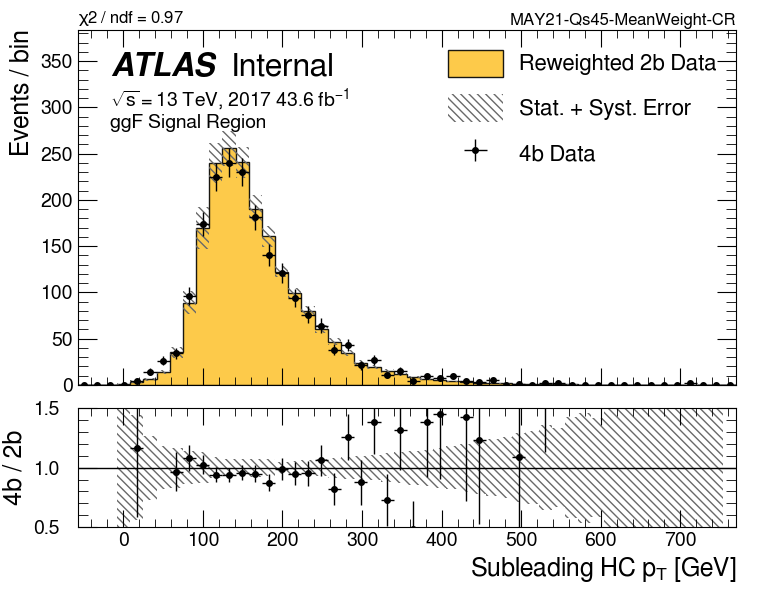 χ2 / ndf = 0.97
MAY21-Qs45-MeanWeight-CR
Events / bin
ATLAS Internal
√s = 13 TeV, 2017 43.6 fb⁻¹
ggF Signal Region
Reweighted 2b Data
Stat. + Syst. Error
4b Data
350
300
250
200
150
100
50
0
4b / 2b
1.5
1.0
0.5
0 100 200 300 400 500 600 700
Subleading HC p_T [GeV]